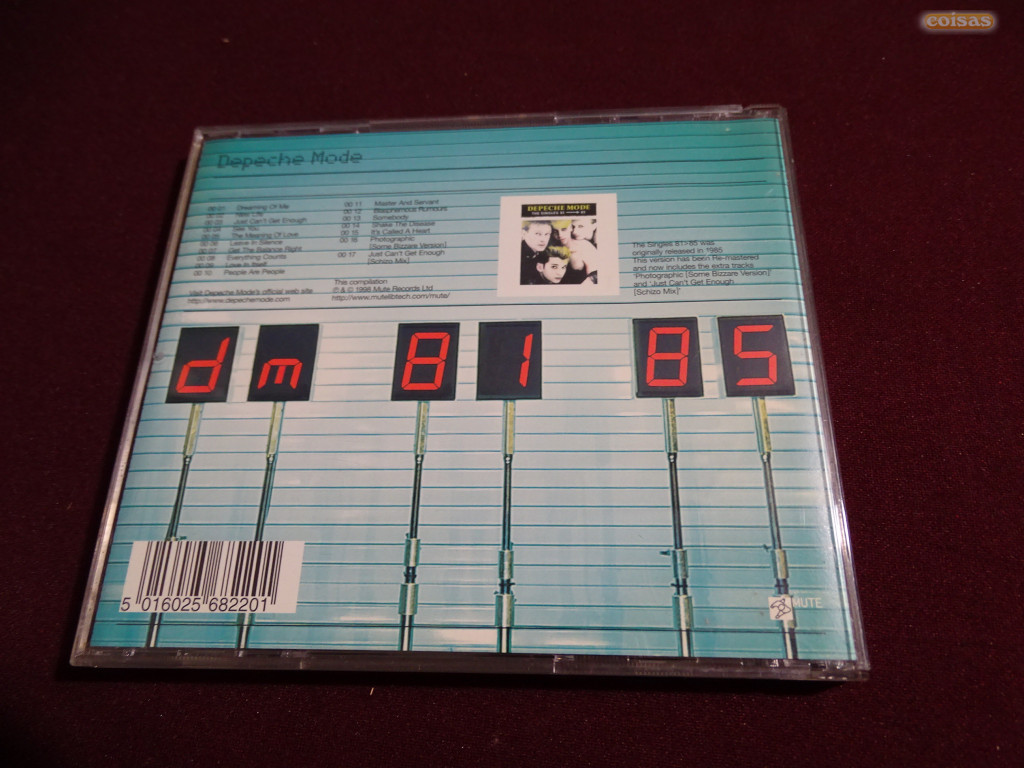 coisas
Depeche Mode
00 01 Dreaming Of Me
00 02 New Life
00 03 Just Can't Get Enough
00 04 See You
00 05 The Meaning Of Love
00 06 Leave In Silence
00 07 Get The Balance Right
00 08 Everything Counts
00 09 Love In Itself
00 10 People Are People
00 11 Master And Servant
00 12 Blasphemous Rumours
00 13 Somebody
00 14 Shake The Disease
00 15 It's Called A Heart
00 16 Photographic
[Some Bizzare Version]
00 17 Just Can't Get Enough
[Schizo Mix]
Visit Depeche Mode's official web site
http://www.depechemode.com
This compilation
℗ & © 1998 Mute Records Ltd
http://www.mutelibtech.com/mute/
DEPECHE MODE
THE SINGLES 81 85
The Singles 81>85 was
originally released in 1985
This version has been Re-mastered
and now includes the extra tracks
'Photographic [Some Bizzare Version]'
and 'Just Can't Get Enough
[Schizo Mix]'
dm 81 85
5 016025 682201
MUTE